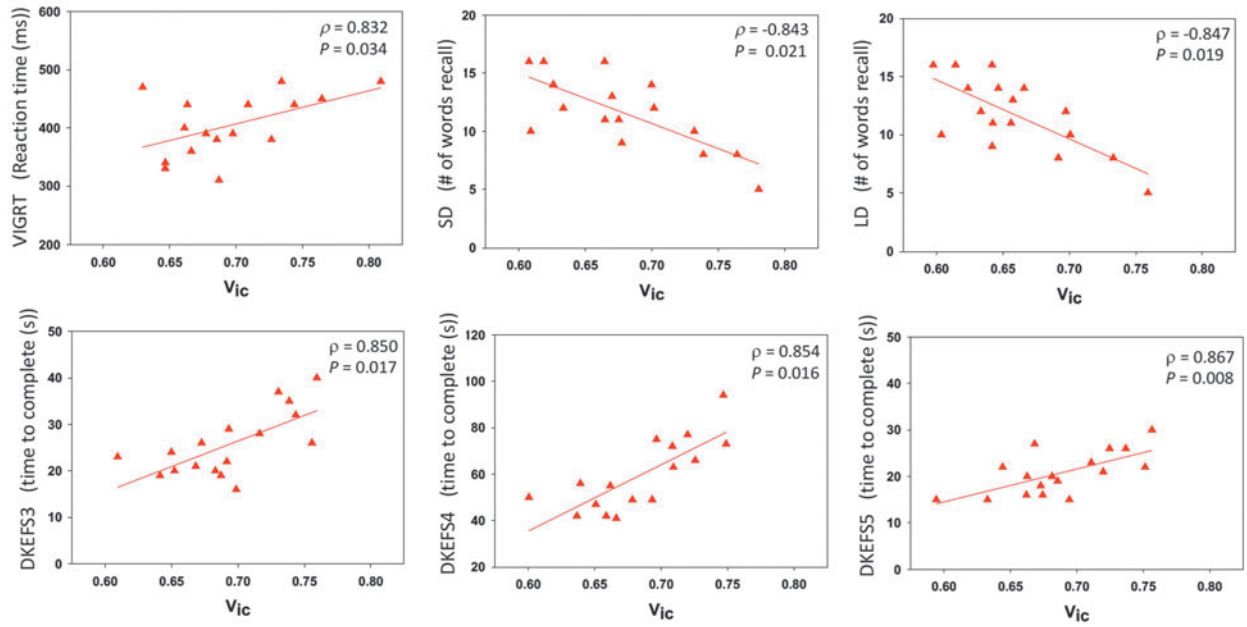 VIGRT (Reaction time (ms))
600
500
400
300
200
ρ = 0.832
P = 0.034
0.60 0.65 0.70 0.75 0.80
Vic
SD (# of words recall)
20
15
10
5
0
ρ = -0.843
P = 0.021
0.60 0.65 0.70 0.75 0.80
Vic
LD (# of words recall)
20
15
10
5
0
ρ = -0.847
P = 0.019
0.60 0.65 0.70 0.75 0.80
Vic
DKEFS3 (time to complete (s))
50
40
30
20
10
0
ρ = 0.850
P = 0.017
0.60 0.65 0.70 0.75 0.80
Vic
DKEFS4 (time to complete (s))
120
100
80
60
40
20
ρ = 0.854
P = 0.016
0.60 0.65 0.70 0.75 0.80
Vic
DKEFS5 (time to complete (s))
50
40
30
20
10
0
ρ = 0.867
P = 0.008
0.60 0.65 0.70 0.75 0.80
Vic